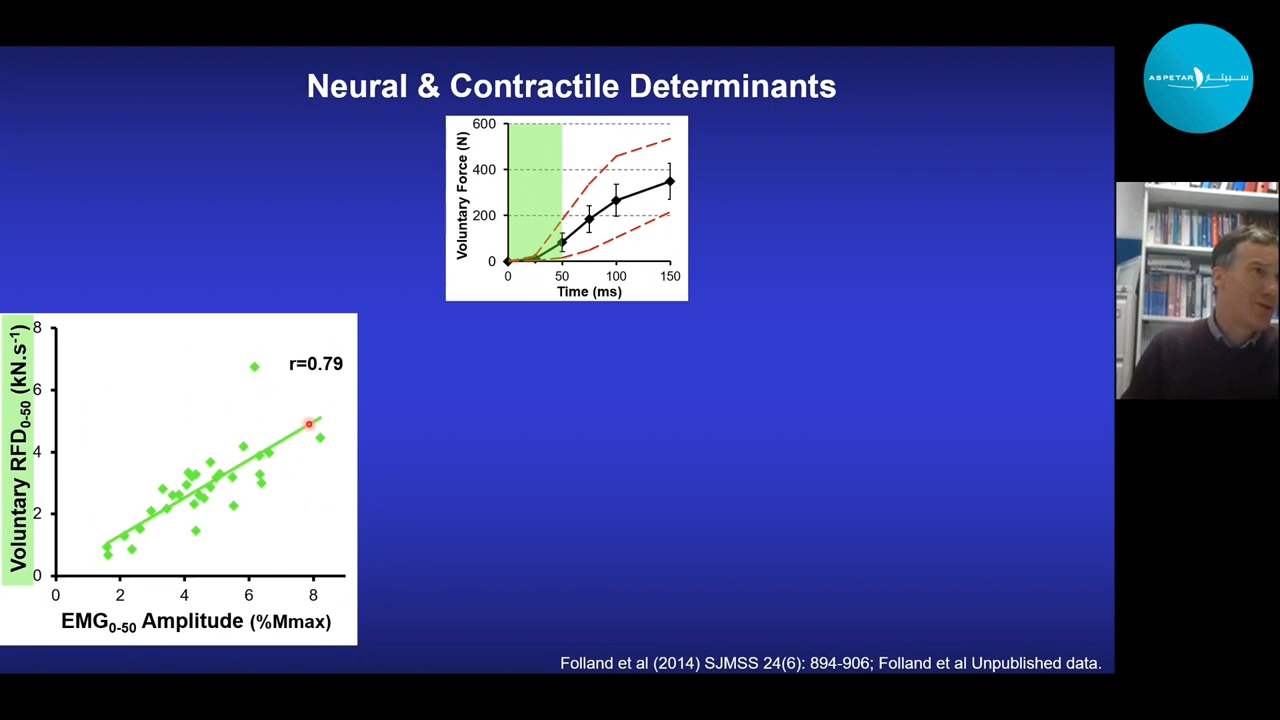 Neural & Contractile Determinants
600
400
200
0
Voluntary Force (N)
0 50 100 150
Time (ms)
8
6
4
2
0
Voluntary RFD0-50 (kN.s-1)
r=0.79
0 2 4 6 8
EMG0-50 Amplitude (%Mmax)
Folland et al (2014) SJMSS 24(6): 894-906; Folland et al Unpublished data.
ASPETAR سبيتار